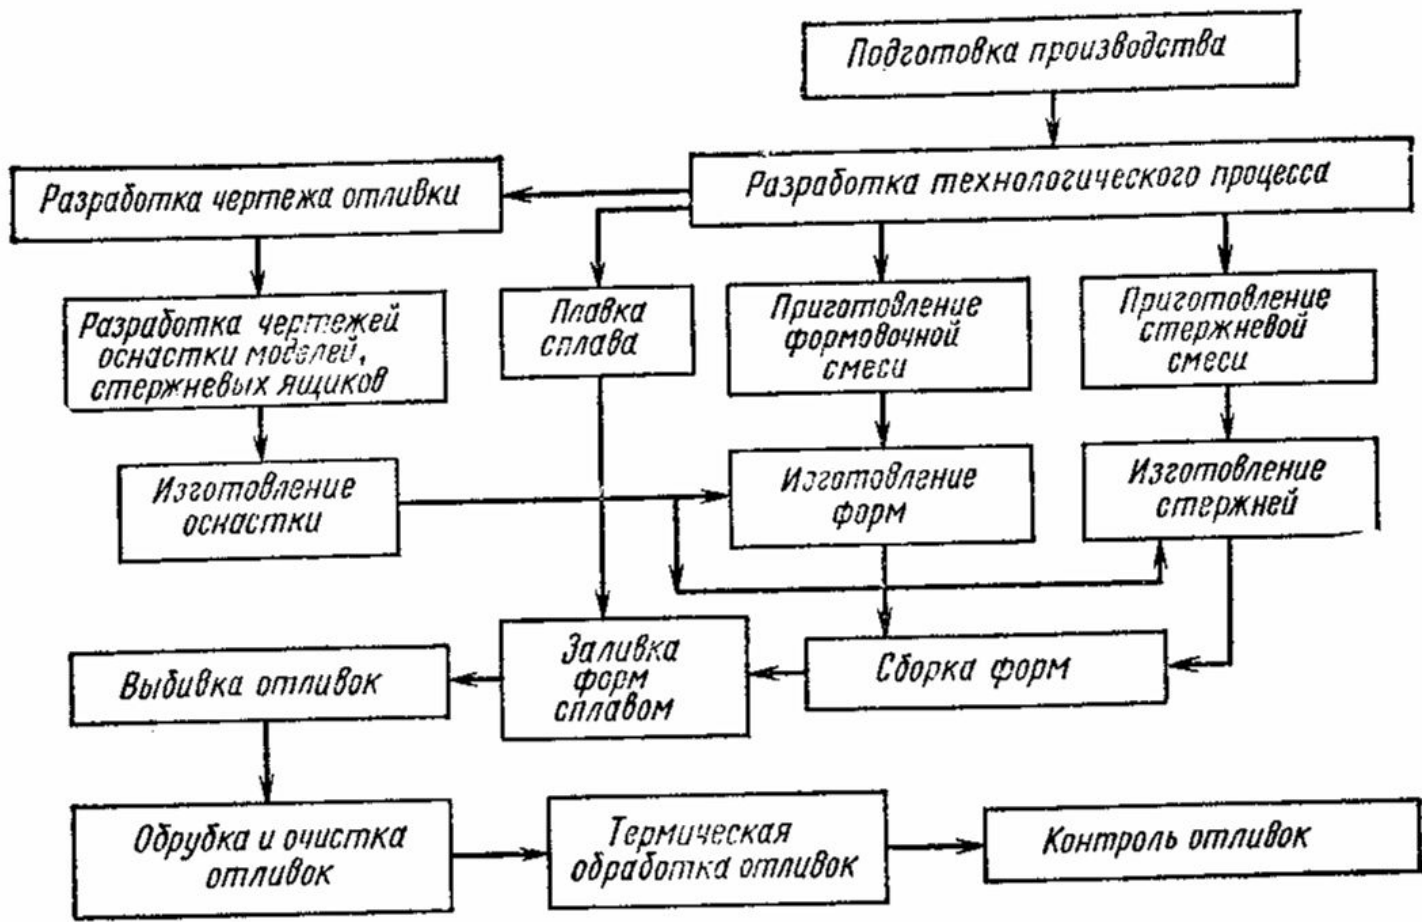 Подготовка производства
Разработка чертежа отливки
Разработка технологического процесса
Разработка чертежей
оснастки моделей,
стержневых ящиков
Плавка
сплава
Приготовление
формовочной
смеси
Приготовление
стержневой
смеси
Изготовление
оснастки
Изготовление
форм
Изготовление
стержней
Выбивка отливок
Заливка
форм
сплавом
Сборка форм
Обрубка и очистка
отливок
Термическая
обработка отливок
Контроль отливок